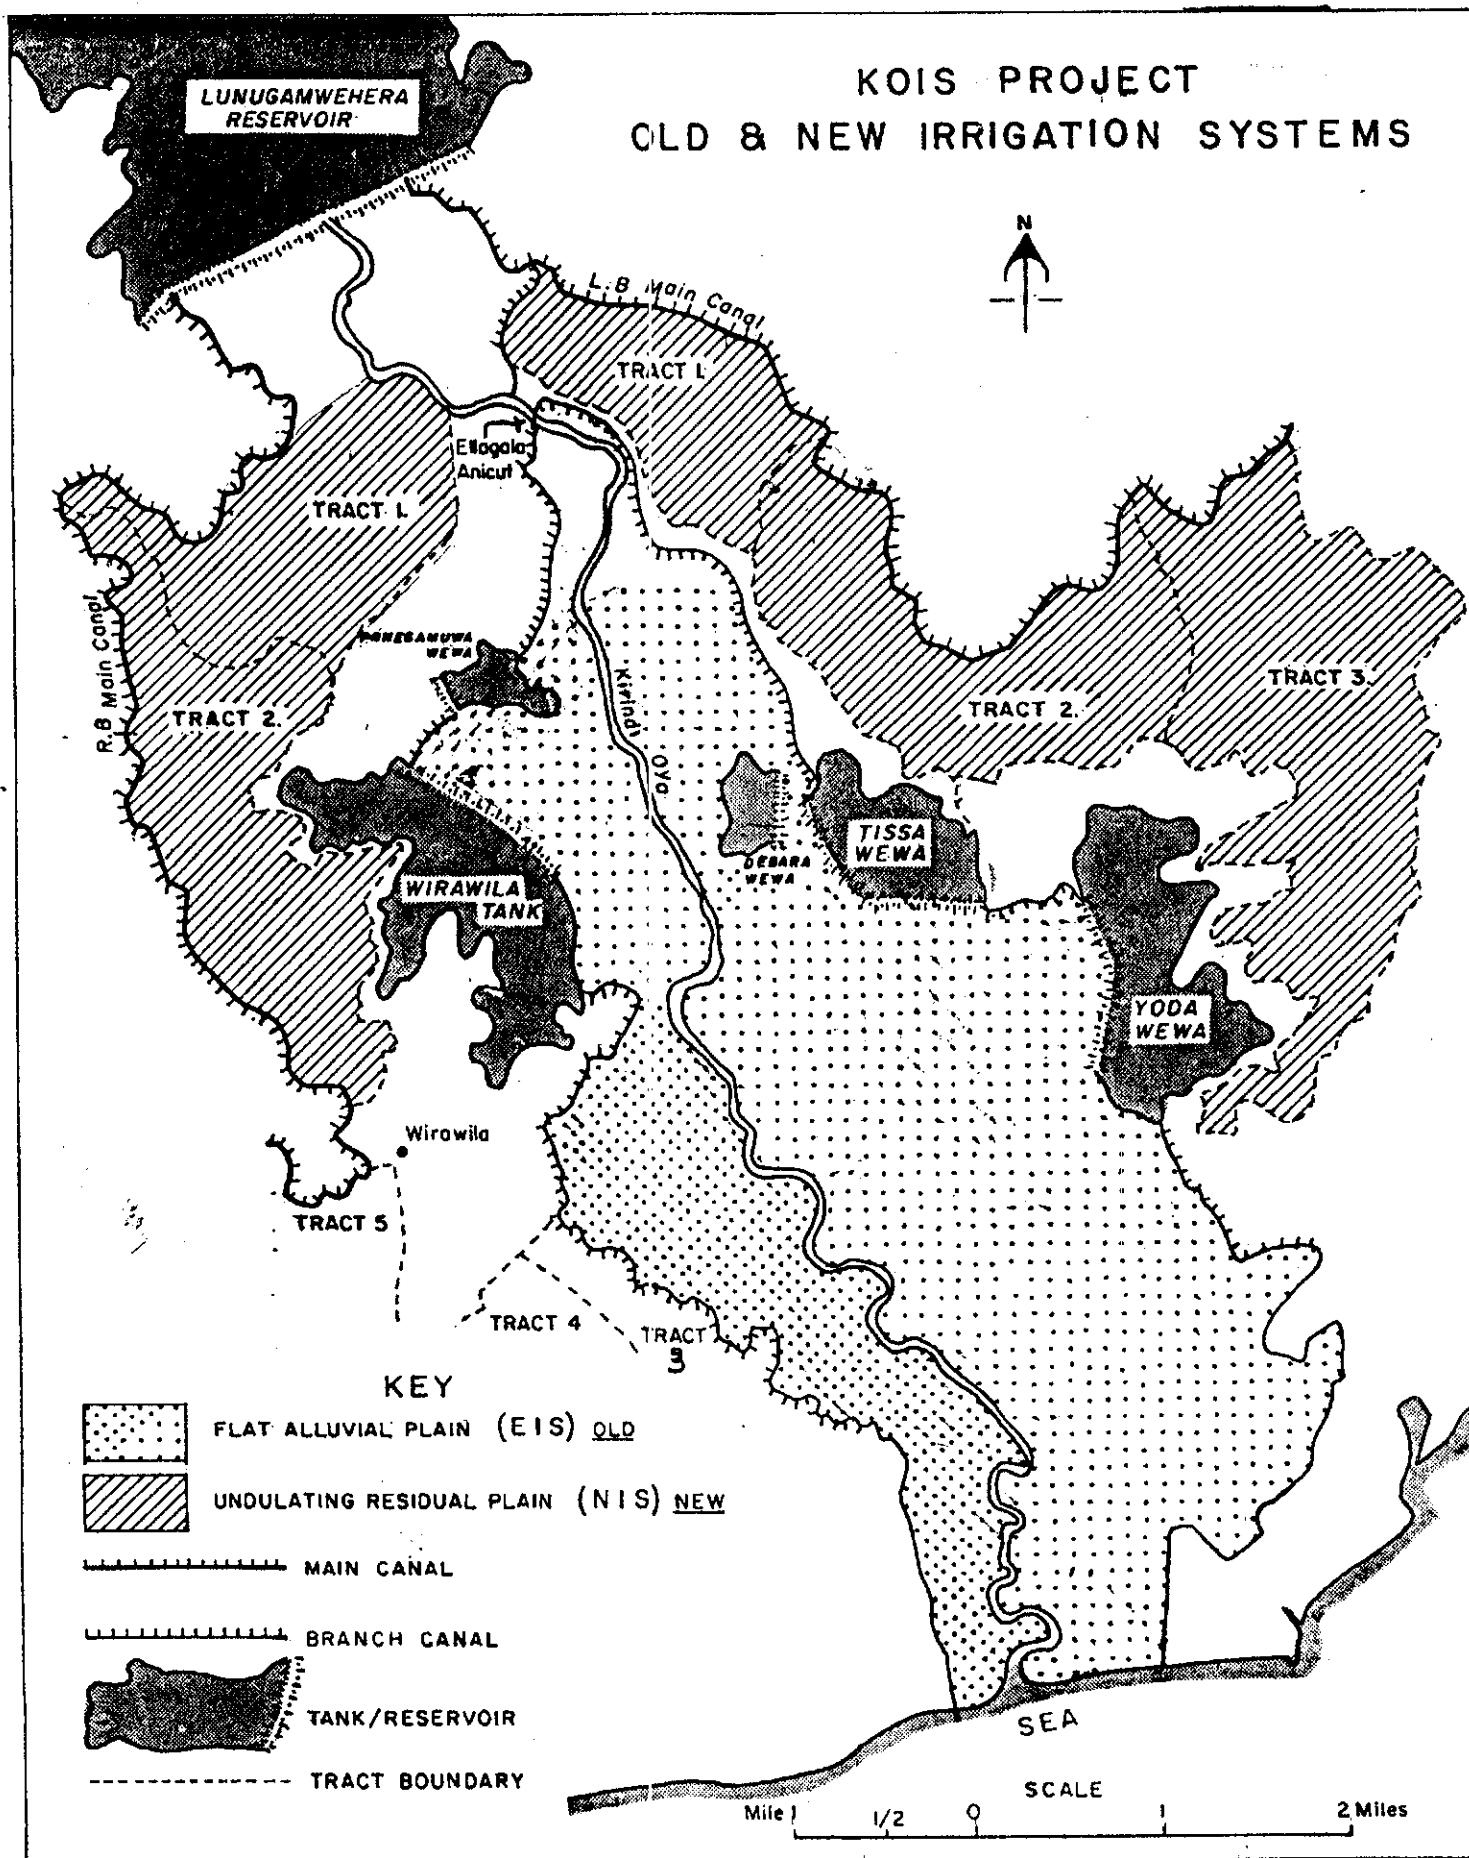 KOIS PROJECT
OLD & NEW IRRIGATION SYSTEMS
LUNUGAMWEHERA
RESERVOIR
N
L.B Main Canal
TRACT 1.
Ellagala
Anicut
TRACT 1.
R.B Main Canal
WEWA
Kirindi Oya
TRACT 2.
TRACT 2.
TRACT 3.
TISSA
WEWA
DEBARA
WEWA
WIRAWILA
TANK
YODA
WEWA
Wirawila
TRACT 5
TRACT 4
TRACT
3
KEY
FLAT ALLUVIAL PLAIN (EIS) OLD
UNDULATING RESIDUAL PLAIN (NIS) NEW
MAIN CANAL
BRANCH CANAL
TANK/RESERVOIR
TRACT BOUNDARY
SEA
SCALE
Mile 1 1/2 0 1 2 Miles